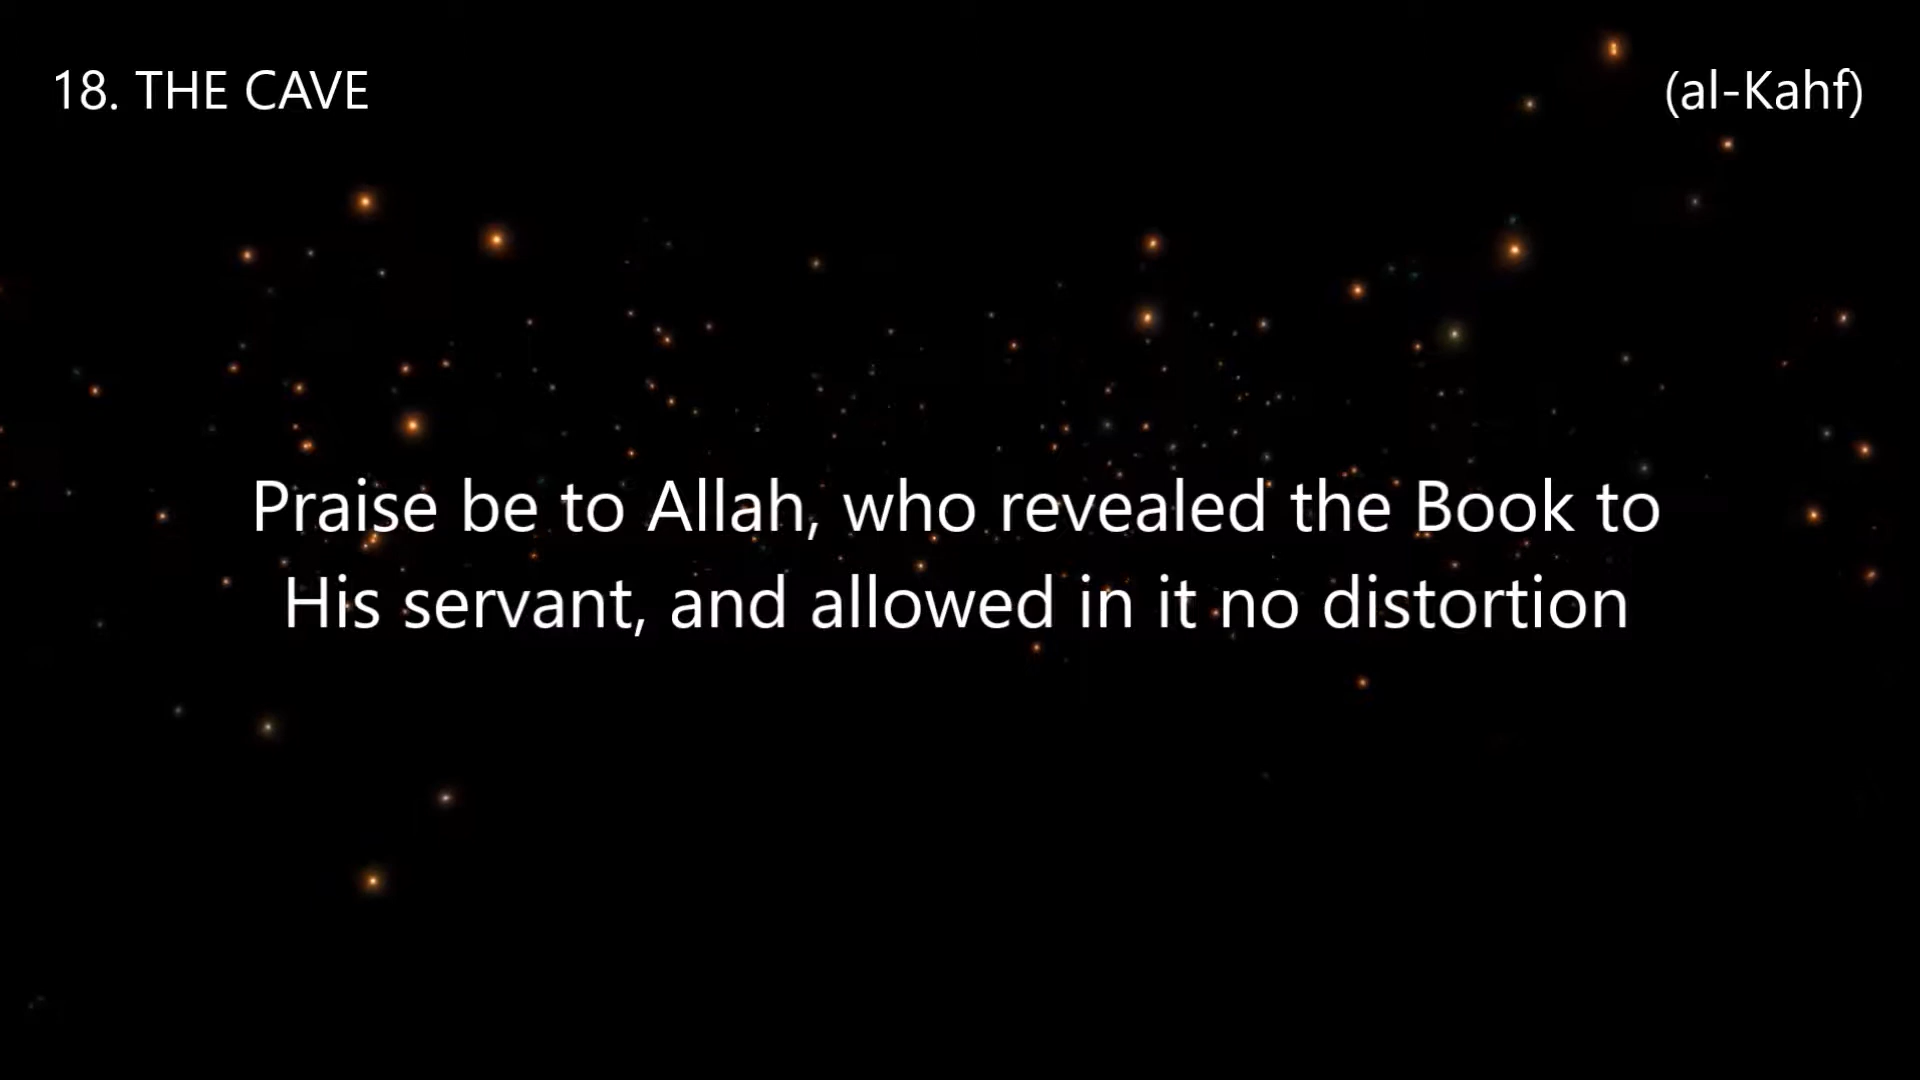 18. THE CAVE
(al-Kahf)
Praise be to Allah, who revealed the Book to
His servant, and allowed in it no distortion